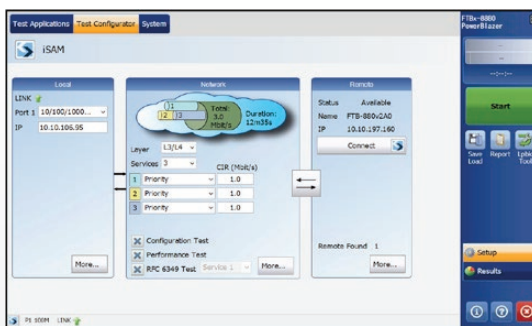 Test Applications Test Configurator System
FTBx-8880
PowerBlazer
iSAM
Local
LINK
Port 1 10/100/1000...
IP 10.10.106.95
More...
Network
1
2 3
Total:
3.0
Mbit/s
Duration:
12m35s
Layer L3/L4
Services 3
CIR (Mbit/s)
1 Priority 1.0
2 Priority 1.0
3 Priority 1.0
Configuration Test
Performance Test
RFC 6349 Test Service 1 More...
Remote
Status Available
Name FTB-880v2A0
IP 10.10.197.160
Connect
Remote Found 1
More...
--:--:--
Start
Save
Load
Report
Tools
Setup
Results
P1 100M LINK